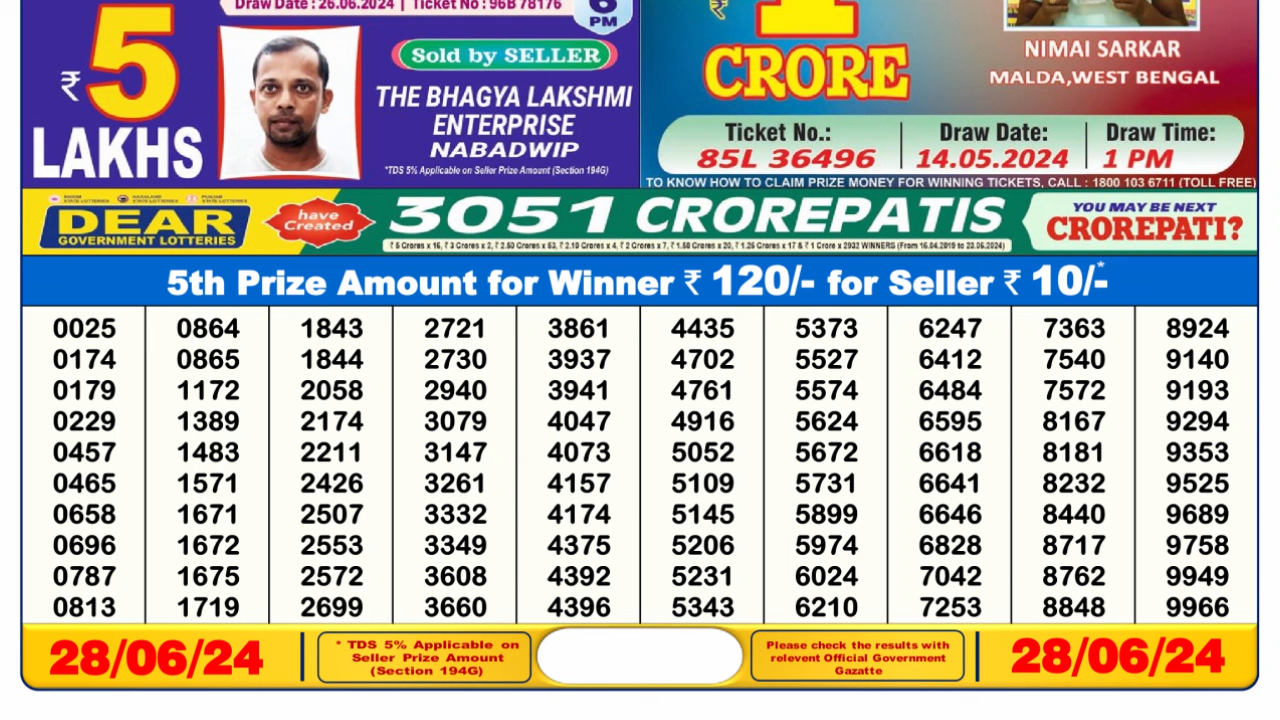 Draw Date : 26.06.2024 | Ticket No : 96B 78176
6
PM
₹ 5
LAKHS
Sold by SELLER
THE BHAGYA LAKSHMI
ENTERPRISE
NABADWIP
*TDS 5% Applicable on Seller Prize Amount (Section 194G)
₹ 1
CRORE
NIMAI SARKAR
MALDA,WEST BENGAL
Ticket No.:
85L 36496
Draw Date:
14.05.2024
Draw Time:
1 PM
TO KNOW HOW TO CLAIM PRIZE MONEY FOR WINNING TICKETS, CALL : 1800 103 6711 (TOLL FREE)
DEAR
GOVERNMENT LOTTERIES
have
Created
3051 CROREPATIS
YOU MAY BE NEXT
CROREPATI?
5th Prize Amount for Winner ₹ 120/- for Seller ₹ 10/-*
0025 0864 1843 2721 3861 4435 5373 6247 7363 8924
0174 0865 1844 2730 3937 4702 5527 6412 7540 9140
0179 1172 2058 2940 3941 4761 5574 6484 7572 9193
0229 1389 2174 3079 4047 4916 5624 6595 8167 9294
0457 1483 2211 3147 4073 5052 5672 6618 8181 9353
0465 1571 2426 3261 4157 5109 5731 6641 8232 9525
0658 1671 2507 3332 4174 5145 5899 6646 8440 9689
0696 1672 2553 3349 4375 5206 5974 6828 8717 9758
0787 1675 2572 3608 4392 5231 6024 7042 8762 9949
0813 1719 2699 3660 4396 5343 6210 7253 8848 9966
28/06/24
* TDS 5% Applicable on
Seller Prize Amount
(Section 194G)
Please check the results with
relevent Official Government
Gazatte
28/06/24